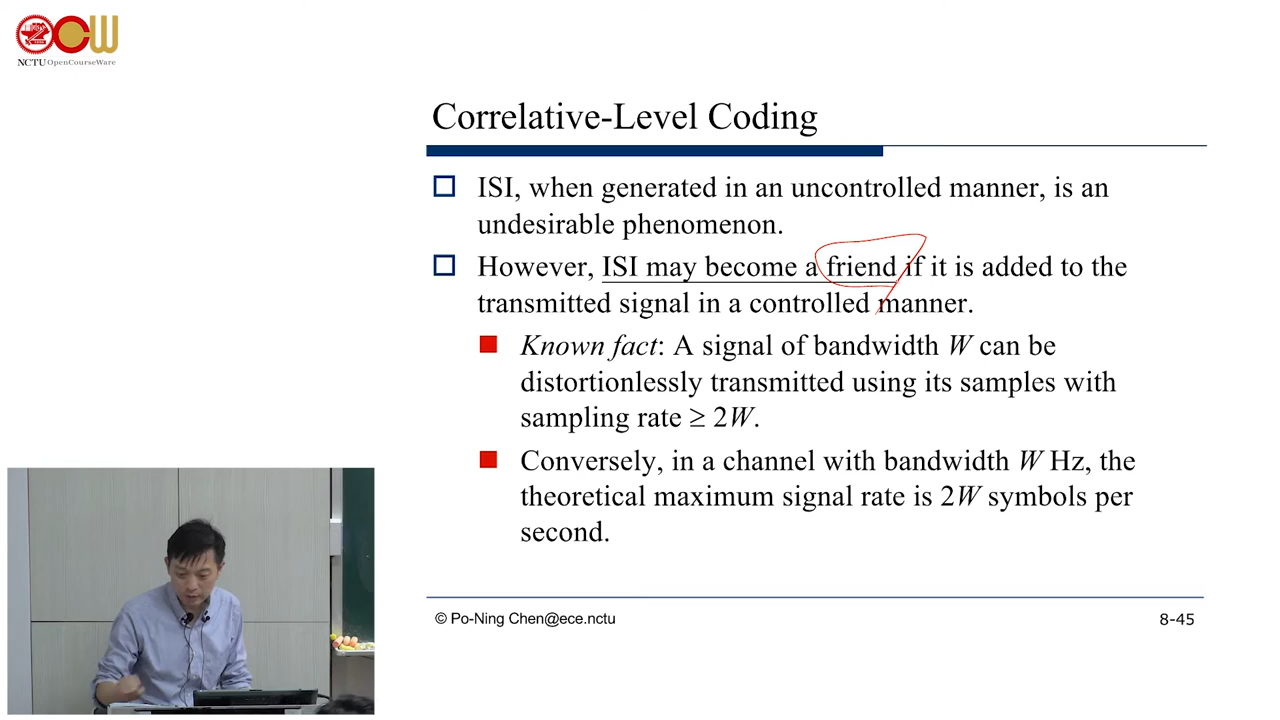 OCW
NCTU OpenCourseWare
Correlative-Level Coding
ISI, when generated in an uncontrolled manner, is an
undesirable phenomenon.
However, ISI may become a friend if it is added to the
transmitted signal in a controlled manner.
Known fact: A signal of bandwidth W can be
distortionlessly transmitted using its samples with
sampling rate ≥ 2W.
Conversely, in a channel with bandwidth W Hz, the
theoretical maximum signal rate is 2W symbols per
second.
© Po-Ning Chen@ece.nctu
8-45